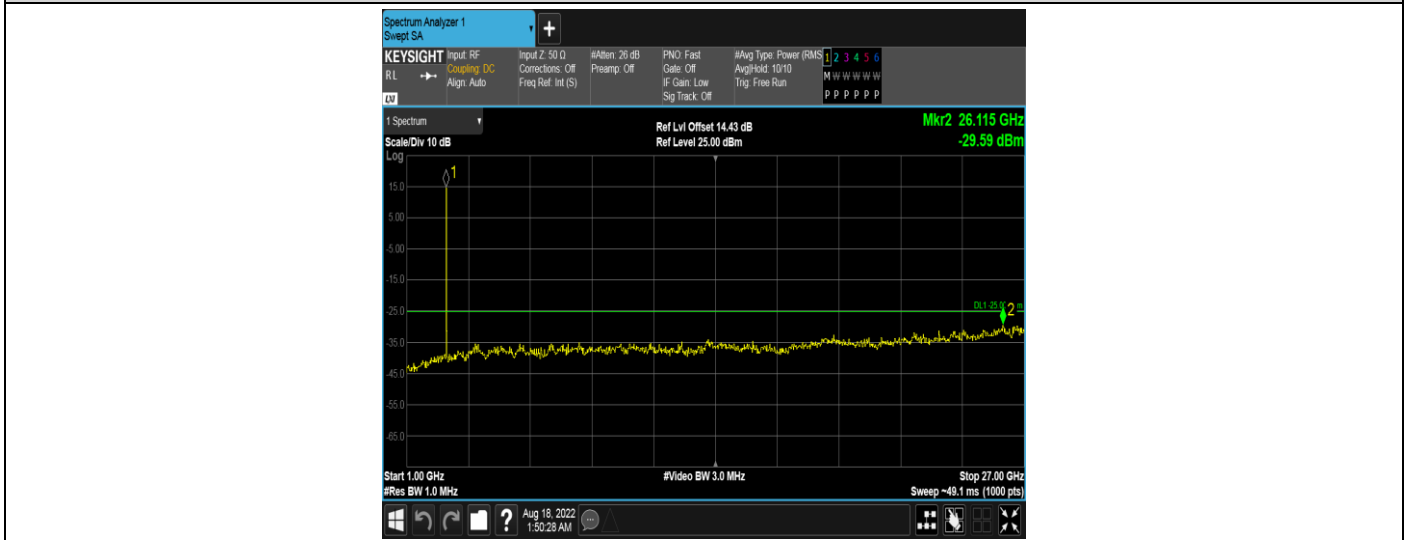 Spectrum Analyzer 1
Swept SA
+
KEYSIGHT
RL
LXI
Input: RF
Coupling: DC
Align: Auto
Input Z: 50 Ω
Corrections: Off
Freq Ref: Int (S)
#Atten: 26 dB
Preamp: Off
PNO: Fast
Gate: Off
IF Gain: Low
Sig Track: Off
#Avg Type: Power (RMS
Avg|Hold: 10/10
Trig: Free Run
1 2 3 4 5 6
M W W W W W
P P P P P P
1 Spectrum
Scale/Div 10 dB
Log
Ref Lvl Offset 14.43 dB
Ref Level 25.00 dBm
Mkr2 26.115 GHz
-29.59 dBm
1
15.0
5.00
-5.00
-15.0
-25.0
DL1 -25.0
2
-35.0
-45.0
-55.0
-65.0
Start 1.00 GHz
#Video BW 3.0 MHz
Stop 27.00 GHz
#Res BW 1.0 MHz
Sweep ~49.1 ms (1000 pts)
?
Aug 18, 2022
1:50:28 AM